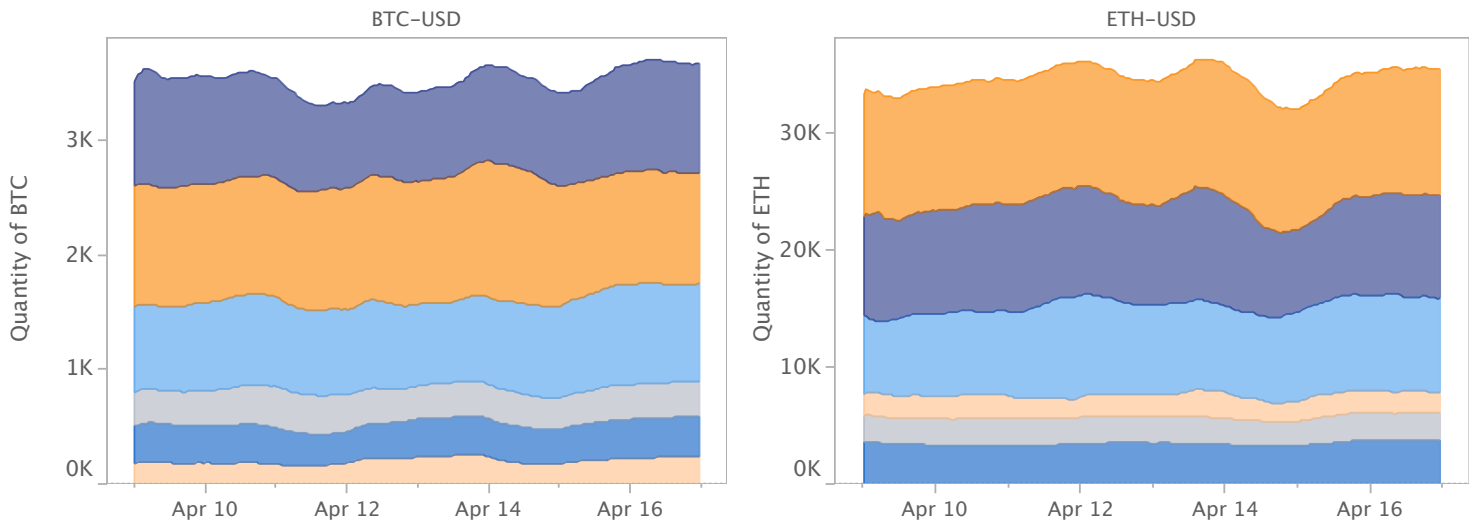 BTC–USD
Quantity of BTC
3K
2K
1K
0K
Apr 10
Apr 12
Apr 14
Apr 16
ETH–USD
Quantity of ETH
30K
20K
10K
0K
Apr 10
Apr 12
Apr 14
Apr 16